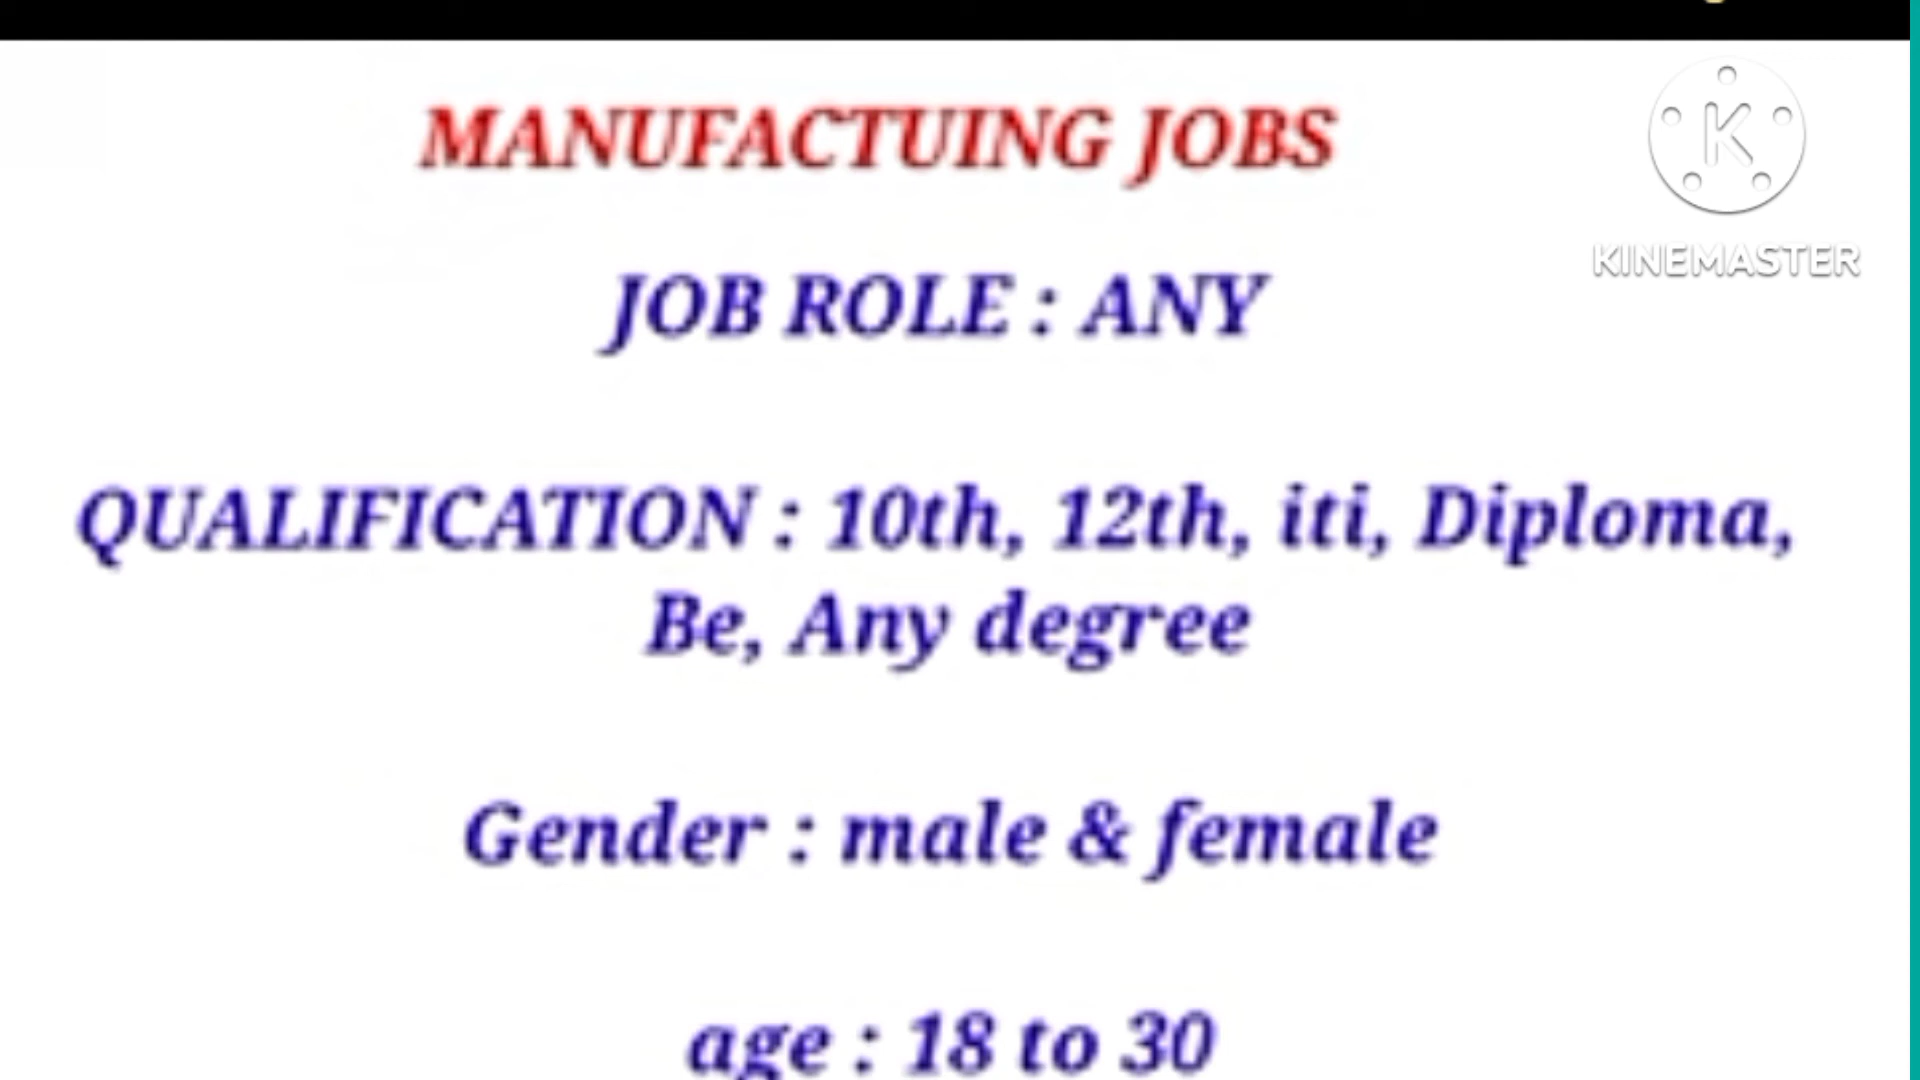 MANUFACTUING JOBS
K
KINEMASTER
JOB ROLE : ANY
QUALIFICATION : 10th, 12th, iti, Diploma,
Be, Any degree
Gender : male & female
age : 18 to 30